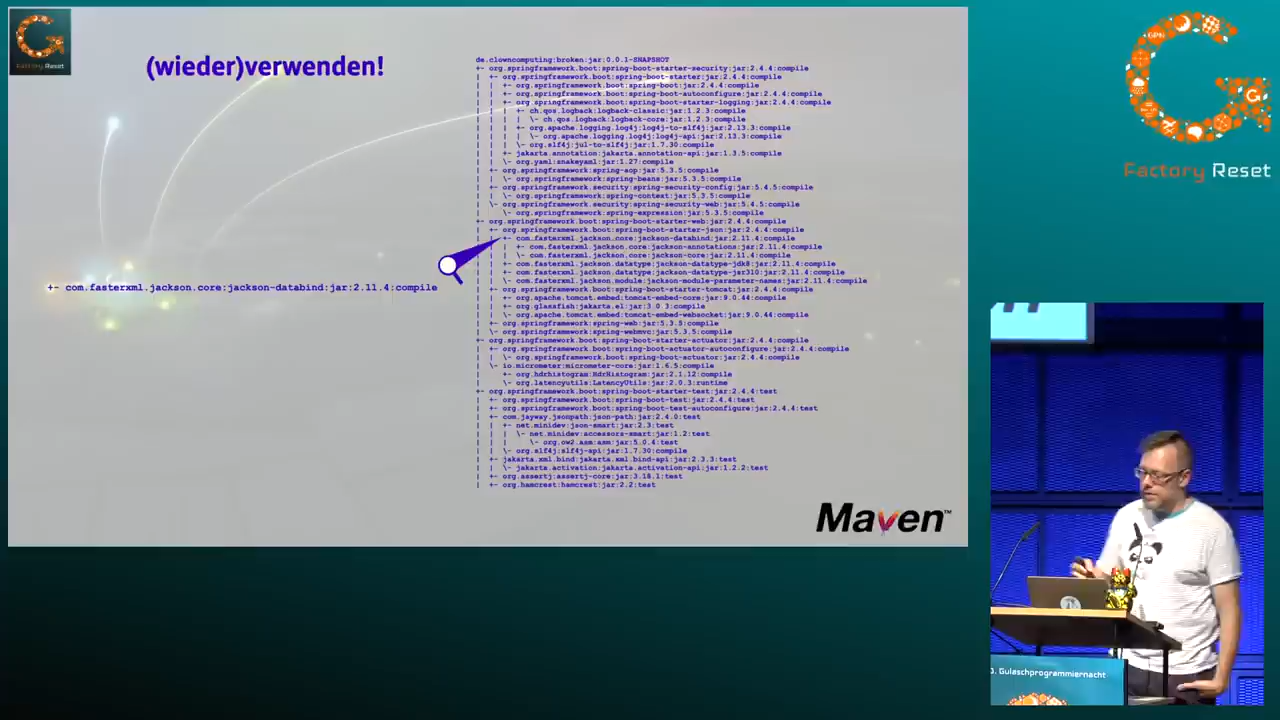 Factory Reset
(wieder)verwenden!
+- com.fasterxml.jackson.core:jackson-databind:jar:2.11.4:compile
de.clowncomputing:broken:jar:0.0.1-SNAPSHOT
+- org.springframework.boot:spring-boot-starter-security:jar:2.4.4:compile
|  +- org.springframework.boot:spring-boot-starter:jar:2.4.4:compile
|  |  +- org.springframework.boot:spring-boot:jar:2.4.4:compile
|  |  +- org.springframework.boot:spring-boot-autoconfigure:jar:2.4.4:compile
|  |  +- org.springframework.boot:spring-boot-starter-logging:jar:2.4.4:compile
|  |  |  +- ch.qos.logback:logback-classic:jar:1.2.3:compile
|  |  |  |  \- ch.qos.logback:logback-core:jar:1.2.3:compile
|  |  |  +- org.apache.logging.log4j:log4j-to-slf4j:jar:2.13.3:compile
|  |  |  |  \- org.apache.logging.log4j:log4j-api:jar:2.13.3:compile
|  |  |  \- org.slf4j:jul-to-slf4j:jar:1.7.30:compile
|  |  +- jakarta.annotation:jakarta.annotation-api:jar:1.3.5:compile
|  |  \- org.yaml:snakeyaml:jar:1.27:compile
|  +- org.springframework:spring-aop:jar:5.3.5:compile
|  |  \- org.springframework:spring-beans:jar:5.3.5:compile
|  +- org.springframework.security:spring-security-config:jar:5.4.5:compile
|  |  \- org.springframework:spring-context:jar:5.3.5:compile
|  \- org.springframework.security:spring-security-web:jar:5.4.5:compile
|     \- org.springframework:spring-expression:jar:5.3.5:compile
+- org.springframework.boot:spring-boot-starter-web:jar:2.4.4:compile
|  +- org.springframework.boot:spring-boot-starter-json:jar:2.4.4:compile
|  |  +- com.fasterxml.jackson.core:jackson-databind:jar:2.11.4:compile
|  |  |  +- com.fasterxml.jackson.core:jackson-annotations:jar:2.11.4:compile
|  |  |  \- com.fasterxml.jackson.core:jackson-core:jar:2.11.4:compile
|  |  +- com.fasterxml.jackson.datatype:jackson-datatype-jdk8:jar:2.11.4:compile
|  |  +- com.fasterxml.jackson.datatype:jackson-datatype-jsr310:jar:2.11.4:compile
|  |  \- com.fasterxml.jackson.module:jackson-module-parameter-names:jar:2.11.4:compile
|  +- org.springframework.boot:spring-boot-starter-tomcat:jar:2.4.4:compile
|  |  +- org.apache.tomcat.embed:tomcat-embed-core:jar:9.0.44:compile
|  |  +- org.glassfish:jakarta.el:jar:3.0.3:compile
|  |  \- org.apache.tomcat.embed:tomcat-embed-websocket:jar:9.0.44:compile
|  +- org.springframework:spring-web:jar:5.3.5:compile
|  \- org.springframework:spring-webmvc:jar:5.3.5:compile
+- org.springframework.boot:spring-boot-starter-actuator:jar:2.4.4:compile
|  +- org.springframework.boot:spring-boot-actuator-autoconfigure:jar:2.4.4:compile
|  |  \- org.springframework.boot:spring-boot-actuator:jar:2.4.4:compile
|  \- io.micrometer:micrometer-core:jar:1.6.5:compile
|     +- org.hdrhistogram:HdrHistogram:jar:2.1.12:compile
|     \- org.latencyutils:LatencyUtils:jar:2.0.3:runtime
+- org.springframework.boot:spring-boot-starter-test:jar:2.4.4:test
|  +- org.springframework.boot:spring-boot-test:jar:2.4.4:test
|  +- org.springframework.boot:spring-boot-test-autoconfigure:jar:2.4.4:test
|  +- com.jayway.jsonpath:json-path:jar:2.4.0:test
|  |  +- net.minidev:json-smart:jar:2.3:test
|  |  |  \- net.minidev:accessors-smart:jar:1.2:test
|  |  |     \- org.ow2.asm:asm:jar:5.0.4:test
|  |  \- org.slf4j:slf4j-api:jar:1.7.30:compile
|  +- jakarta.xml.bind:jakarta.xml.bind-api:jar:2.3.3:test
|  |  \- jakarta.activation:jakarta.activation-api:jar:1.2.2:test
|  +- org.assertj:assertj-core:jar:3.18.1:test
|  +- org.hamcrest:hamcrest:jar:2.2:test
Maven™
GPN
G
Factory Reset
0. Gulaschprogrammiernacht